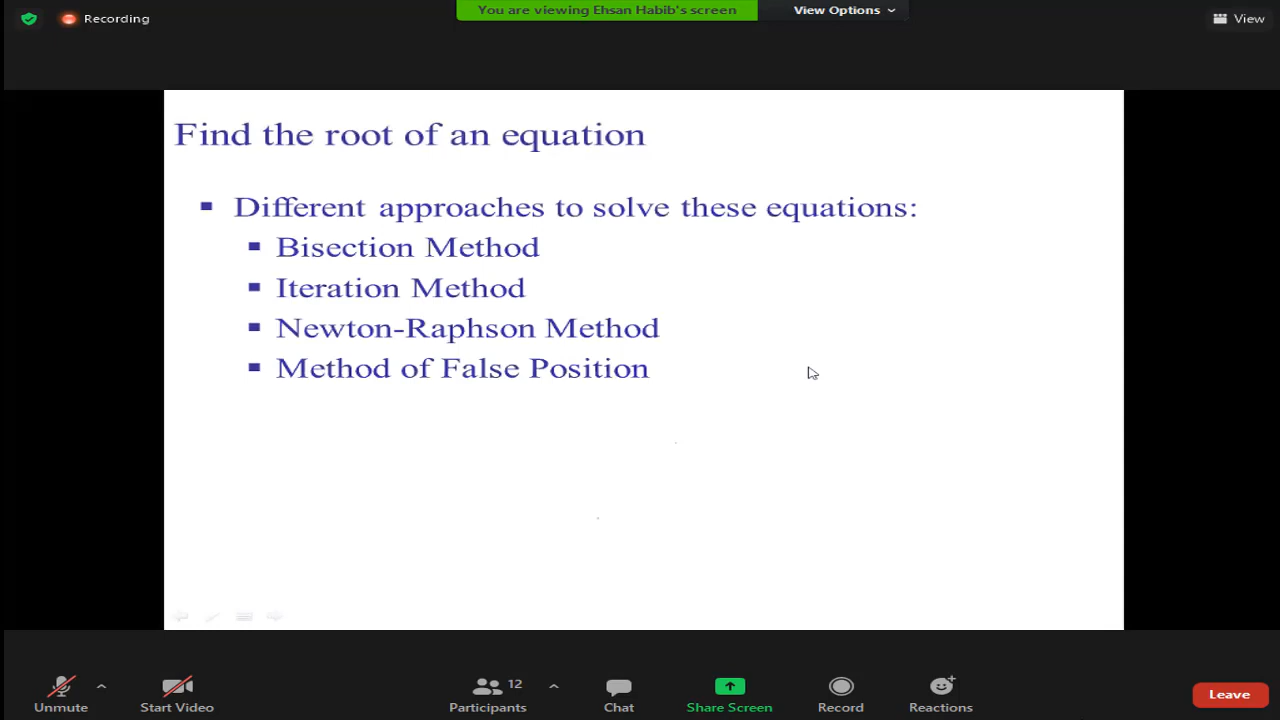 Recording
You are viewing Ehsan Habib's screen
View Options
View
Find the root of an equation
Different approaches to solve these equations:
Bisection Method
Iteration Method
Newton-Raphson Method
Method of False Position
12
Unmute
Start Video
Participants
Chat
Share Screen
Record
Reactions
Leave